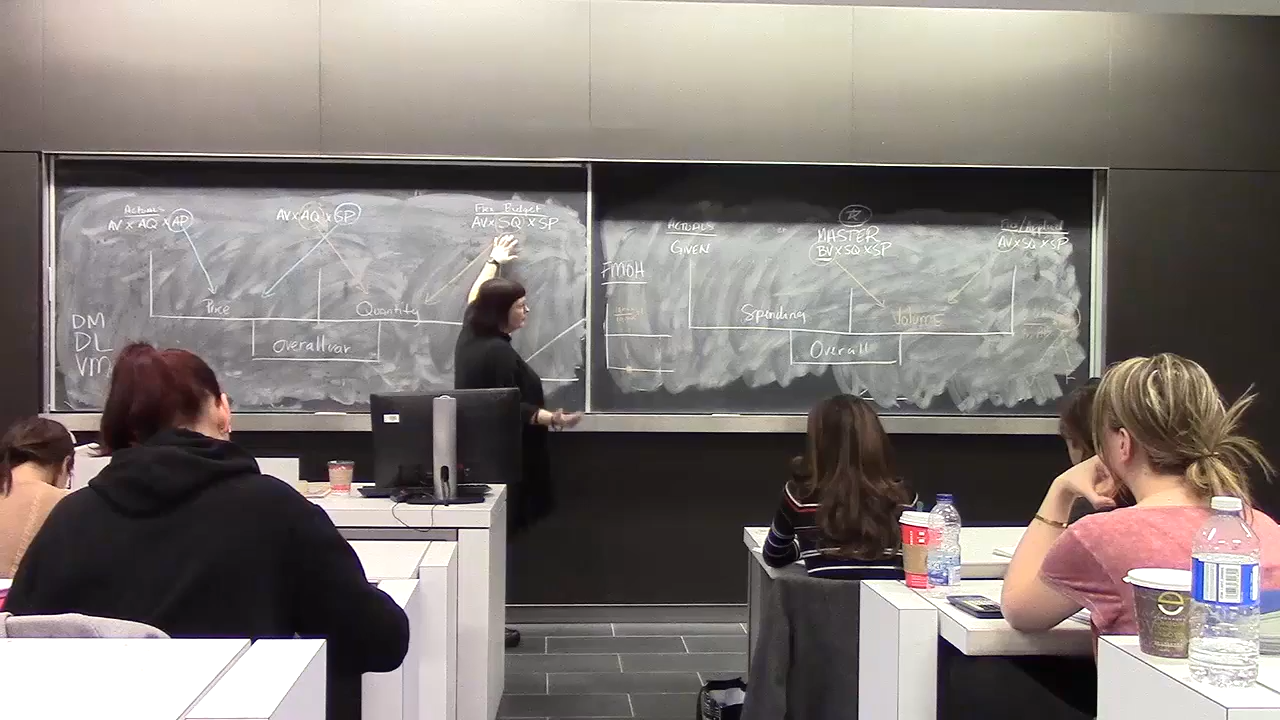 Actuals
AV x AQ x AP
AV x AQ x SP
Flex Budget
AV x SQ x SP
Price
Quantity
Overall var
DM
DL
VM
ACTUALS
GIVEN
MASTER
BV x SQ x SP
Flex/Applied
AV x SQ x SP
FMOH
Spending
Volume
Overall